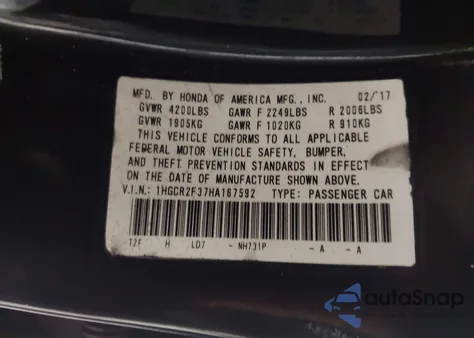 MFD. BY HONDA OF AMERICA MFG., INC. 02/17
GVWR 4200LBS GAWR F 2249LBS R 2006LBS
GVWR 1905KG GAWR F 1020KG R 910KG
THIS VEHICLE CONFORMS TO ALL APPLICABLE
FEDERAL MOTOR VEHICLE SAFETY, BUMPER,
AND THEFT PREVENTION STANDARDS IN EFFECT
ON THE DATE OF MANUFACTURE SHOWN ABOVE.
V.I.N.: 1HGCR2F37HA167592 TYPE: PASSENGER CAR
T2F H LD7 - NH731P - A - A
autoSnap